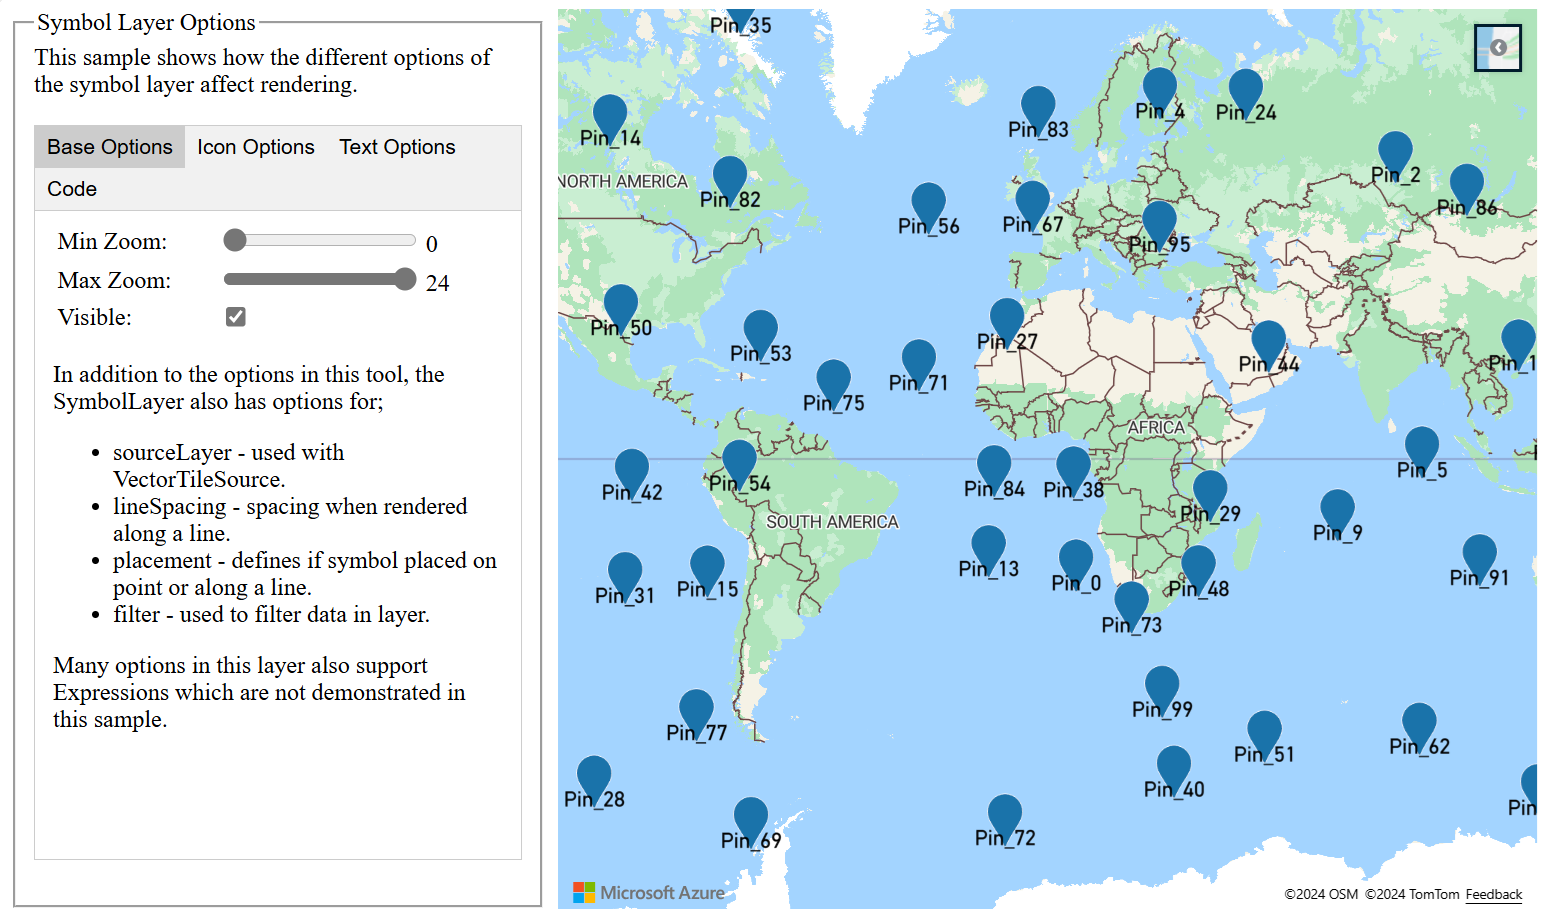 Symbol Layer Options
This sample shows how the different options of
the symbol layer affect rendering.
Base Options Icon Options Text Options
Code
Min Zoom: 0
Max Zoom: 24
Visible:
In addition to the options in this tool, the
SymbolLayer also has options for;
• sourceLayer - used with
VectorTileSource.
• lineSpacing - spacing when rendered
along a line.
• placement - defines if symbol placed on
point or along a line.
• filter - used to filter data in layer.
Many options in this layer also support
Expressions which are not demonstrated in
this sample.
Pin_35
Pin_4
Pin_24
Pin_83
Pin_14
Pin_2
NORTH AMERICA
Pin_82
Pin_86
Pin_56
Pin_67
Pin_95
Pin_50
Pin_27
Pin_53
Pin_44
Pin_1
Pin_71
Pin_75
AFRICA
Pin_5
Pin_54
Pin_42
Pin_84
Pin_38
Pin_29
SOUTH AMERICA
Pin_9
Pin_13
Pin_91
Pin_0
Pin_15
Pin_48
Pin_31
Pin_73
Pin_99
Pin_77
Pin_62
Pin_51
Pin_40
Pin_28
Pin
Pin_72
Pin_69
Microsoft Azure
©2024 OSM ©2024 TomTom Feedback